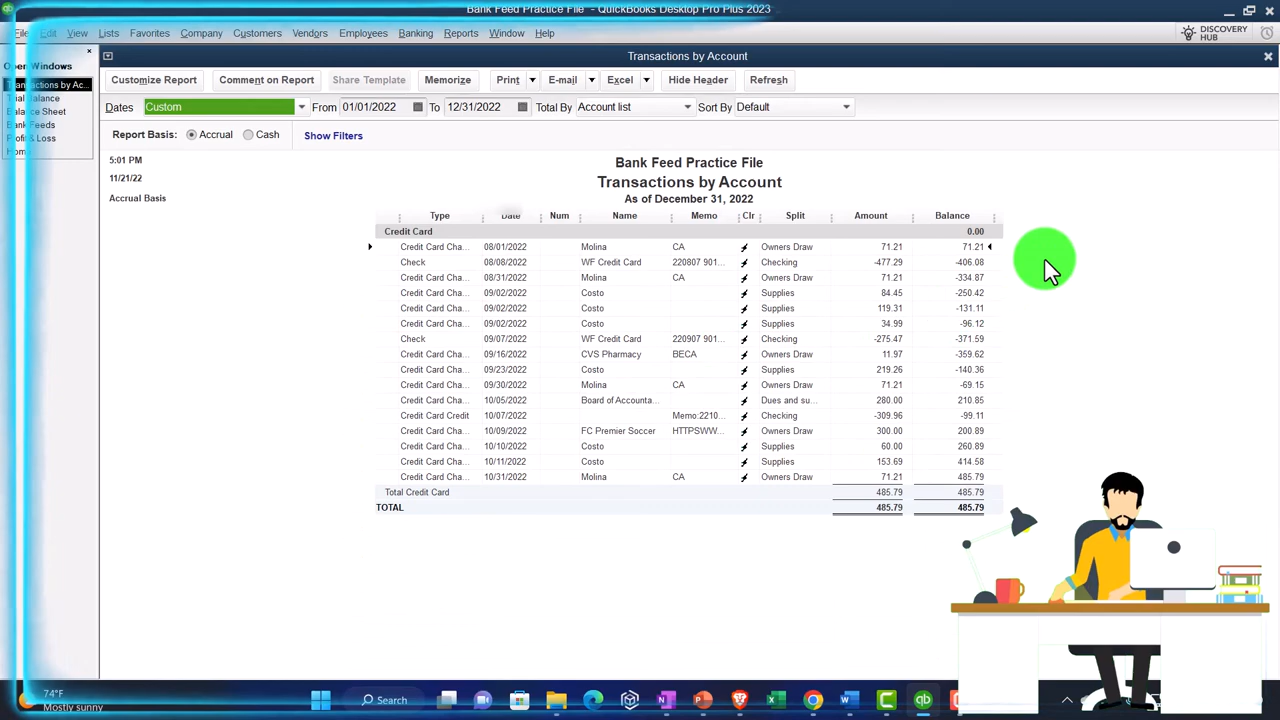 Bank Feed Practice File - QuickBooks Desktop Pro Plus 2023
File Edit View Lists Favorites Company Customers Vendors Employees Banking Reports Window Help
DISCOVERY HUB
Open Windows
Transactions by Ac...
Trial Balance
Balance Sheet
Bank Feeds
Profit & Loss
Transactions by Account
Customize Report Comment on Report Share Template Memorize Print E-mail Excel Hide Header Refresh
Dates Custom From 01/01/2022 To 12/31/2022 Total By Account list Sort By Default
Report Basis: Accrual Cash Show Filters
5:01 PM
11/21/22
Accrual Basis
Bank Feed Practice File
Transactions by Account
As of December 31, 2022
Type Date Num Name Memo Clr Split Amount Balance
Credit Card 0.00
Credit Card Cha... 08/01/2022 Molina CA Owners Draw 71.21 71.21
Check 08/08/2022 WF Credit Card 220807 901... Checking -477.29 -406.08
Credit Card Cha... 08/31/2022 Molina CA Owners Draw 71.21 -334.87
Credit Card Cha... 09/02/2022 Costo Supplies 84.45 -250.42
Credit Card Cha... 09/02/2022 Costo Supplies 119.31 -131.11
Credit Card Cha... 09/02/2022 Costo Supplies 34.99 -96.12
Check 09/07/2022 WF Credit Card 220907 901... Checking -275.47 -371.59
Credit Card Cha... 09/16/2022 CVS Pharmacy BECA Owners Draw 11.97 -359.62
Credit Card Cha... 09/23/2022 Costo Supplies 219.26 -140.36
Credit Card Cha... 09/30/2022 Molina CA Owners Draw 71.21 -69.15
Credit Card Cha... 10/05/2022 Board of Accounta... Dues and su... 280.00 210.85
Credit Card Credit 10/07/2022 Memo:2210... Checking -309.96 -99.11
Credit Card Cha... 10/09/2022 FC Premier Soccer HTTPSWW... Owners Draw 300.00 200.89
Credit Card Cha... 10/10/2022 Costo Supplies 60.00 260.89
Credit Card Cha... 10/11/2022 Costo Supplies 153.69 414.58
Credit Card Cha... 10/31/2022 Molina CA Owners Draw 71.21 485.79
Total Credit Card 485.79 485.79
TOTAL 485.79 485.79
74°F
Mostly sunny
Search